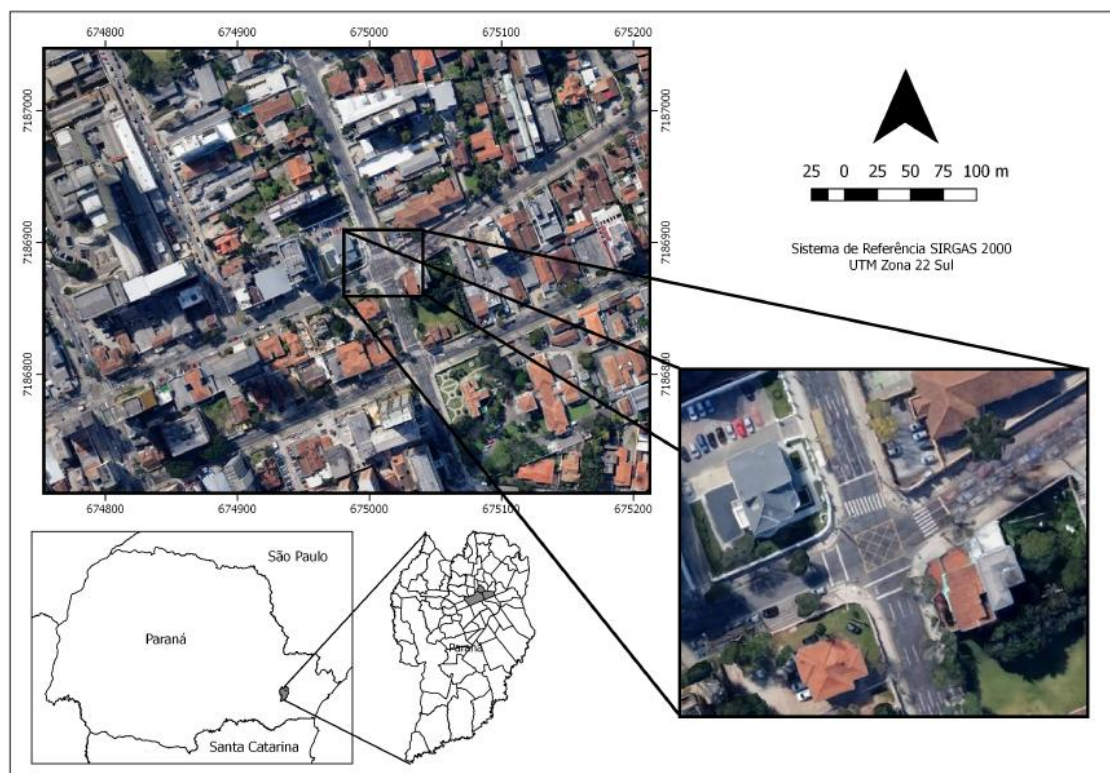 674800 674900 675000 675100 675200
7187000 7187000
7186900 7186900
7186800 7186800
674800 674900 675000 675100 675200
25 0 25 50 75 100 m
Sistema de Referência SIRGAS 2000
UTM Zona 22 Sul
São Paulo
Paraná
Santa Catarina
Paraná